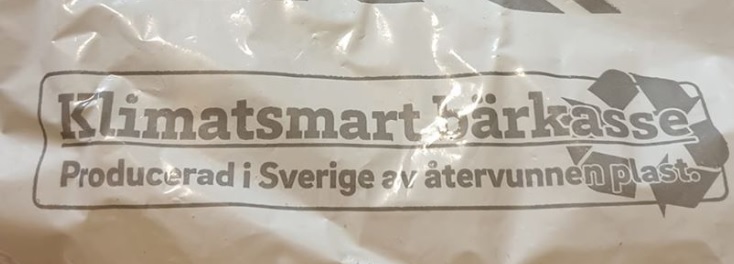 Klimatsmart bärkasse
Producerad i Sverige av återvunnen plast.